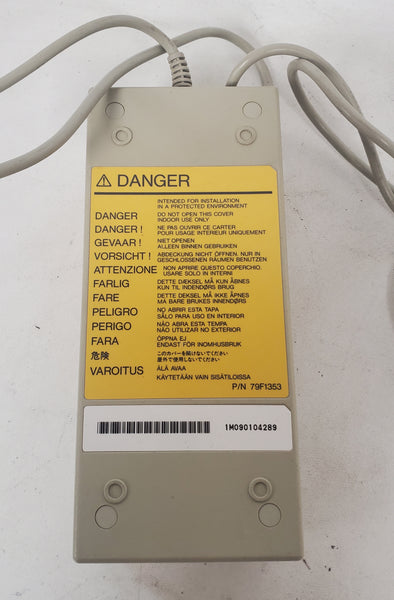 ⚠ DANGER
INTENDED FOR INSTALLATION
IN A PROTECTED ENVIRONMENT
DANGER DO NOT OPEN THIS COVER
INDOOR USE ONLY
DANGER ! NE PAS OUVRIR CE CARTER
POUR USAGE INTERIEUR UNIQUEMENT
GEVAAR ! NIET OPENEN
ALLEEN BINNEN GEBRUIKEN
VORSICHT ! ABDECKUNG NICHT ÖFFNEN. NUR IN
GESCHLOSSENEN RÄUMEN BENUTZEN
ATTENZIONE NON APRIRE QUESTO COPERCHIO.
USARE SOLO IN INTERNI
FARLIG DETTE DÆKSEL MÅ KUN ÅBNES
KUN TIL INDENDØRS BRUG
FARE DETTE DEKSEL MÅ IKKE ÅPNES
MÅ BARE BRUKES INNENDØRS
PELIGRO NO ABRIR ESTA TAPA
SÓLO PARA USO EN INTERIOR
PERIGO NÃO ABRA ESTA TEMPA
NÃO UTILIZAR NO EXTERIOR
FARA ÖPPNA EJ
ENDAST FÖR INOMHUSBRUK
危険 このカバーを開けないでください
屋外で使用しないでください
VAROITUS ÄLÄ AVAA
KÄYTETÄÄN VAIN SISÄTILOISSA
P/N 79F1353
1M090104289